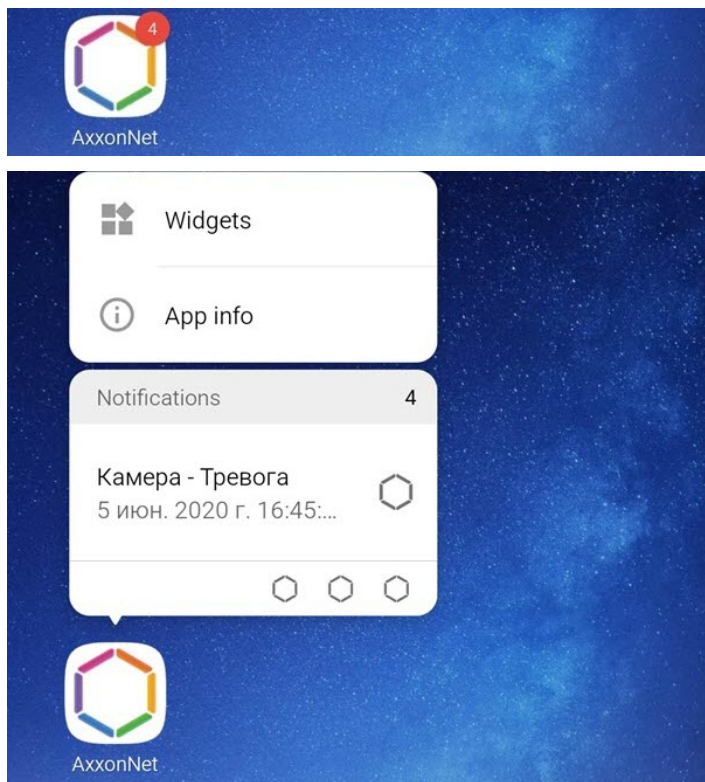 4
AxxonNet
Widgets
App info
Notifications 4
Камера - Тревога
5 июн. 2020 г. 16:45:...
AxxonNet